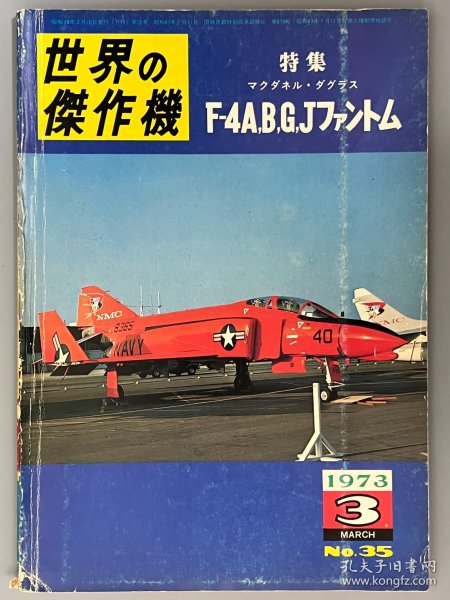 世界の
傑作機
特集
マクダネル・ダグラス
F-4A,B,G,Jファントム
NMC
8365
NAVY
40
NMC
1973
3
MARCH
No.35
孔夫子旧书网
kongfz.com